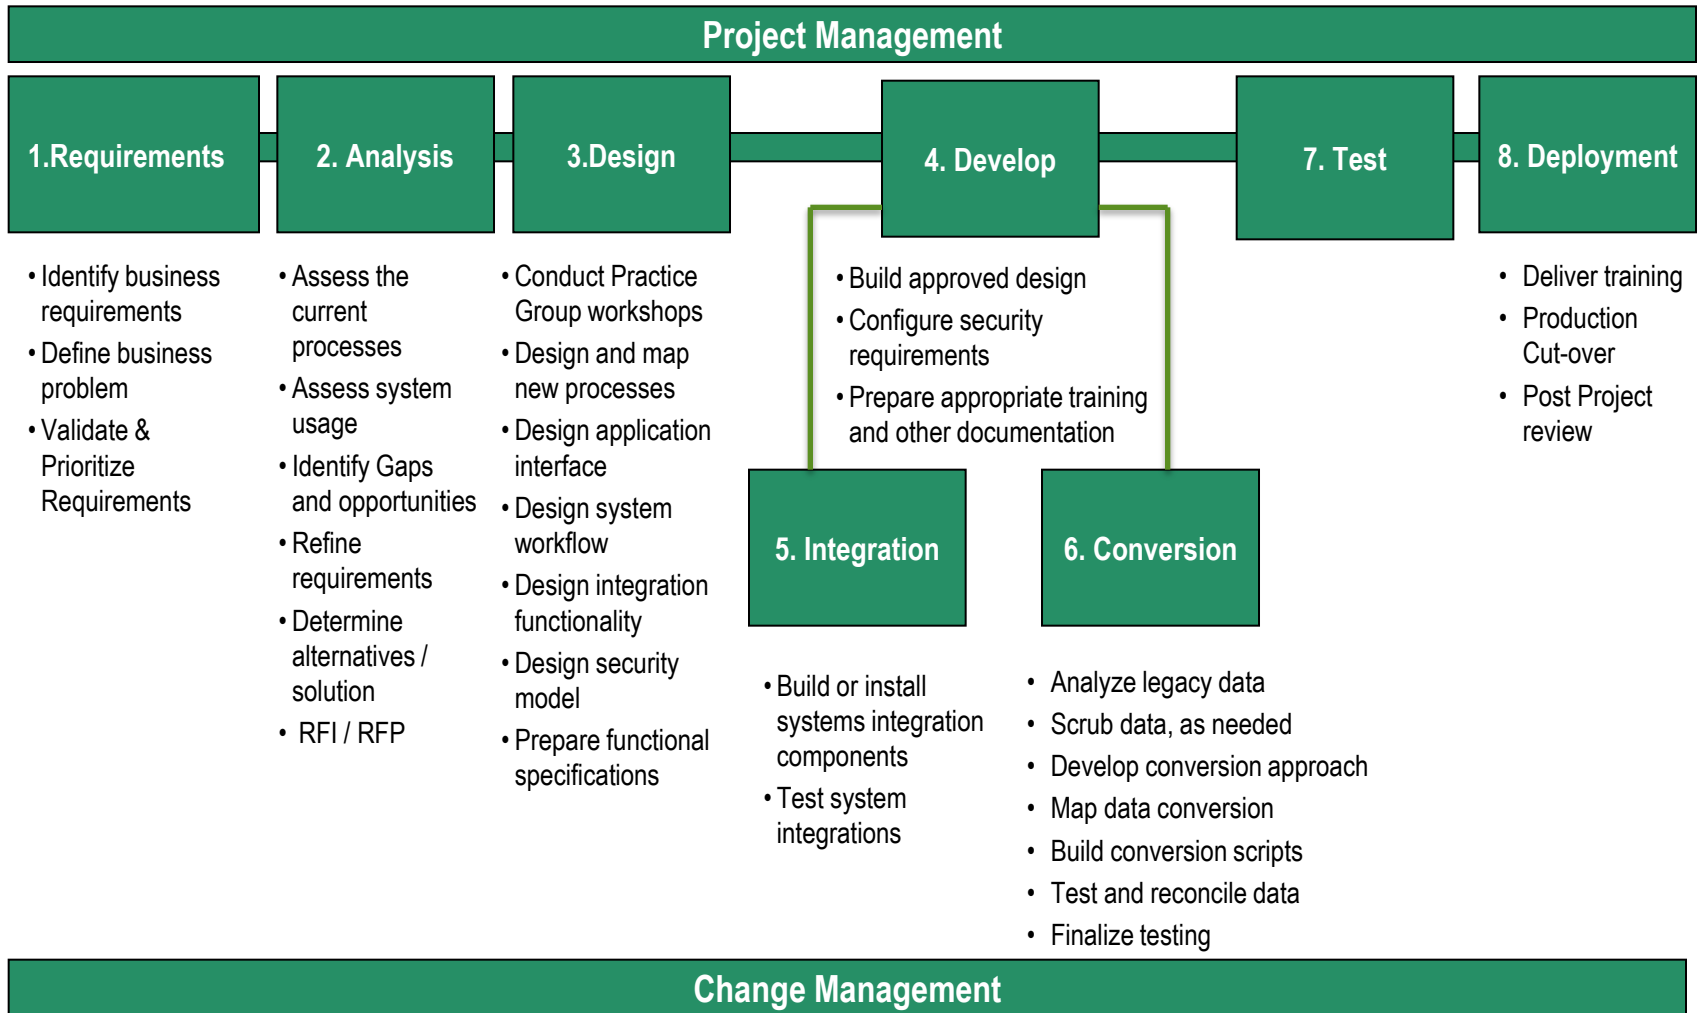 Project Management
1.Requirements
• Identify business
requirements
• Define business
problem
• Validate &
Prioritize
Requirements
2. Analysis
• Assess the
current
processes
• Assess system
usage
• Identify Gaps
and opportunities
• Refine
requirements
• Determine
alternatives /
solution
• RFI / RFP
3.Design
• Conduct Practice
Group workshops
• Design and map
new processes
• Design application
interface
• Design system
workflow
• Design integration
functionality
• Design security
model
• Prepare functional
specifications
4. Develop
• Build approved design
• Configure security
requirements
• Prepare appropriate training
and other documentation
5. Integration
• Build or install
systems integration
components
• Test system
integrations
6. Conversion
• Analyze legacy data
• Scrub data, as needed
• Develop conversion approach
• Map data conversion
• Build conversion scripts
• Test and reconcile data
• Finalize testing
7. Test
8. Deployment
• Deliver training
• Production
Cut-over
• Post Project
review
Change Management